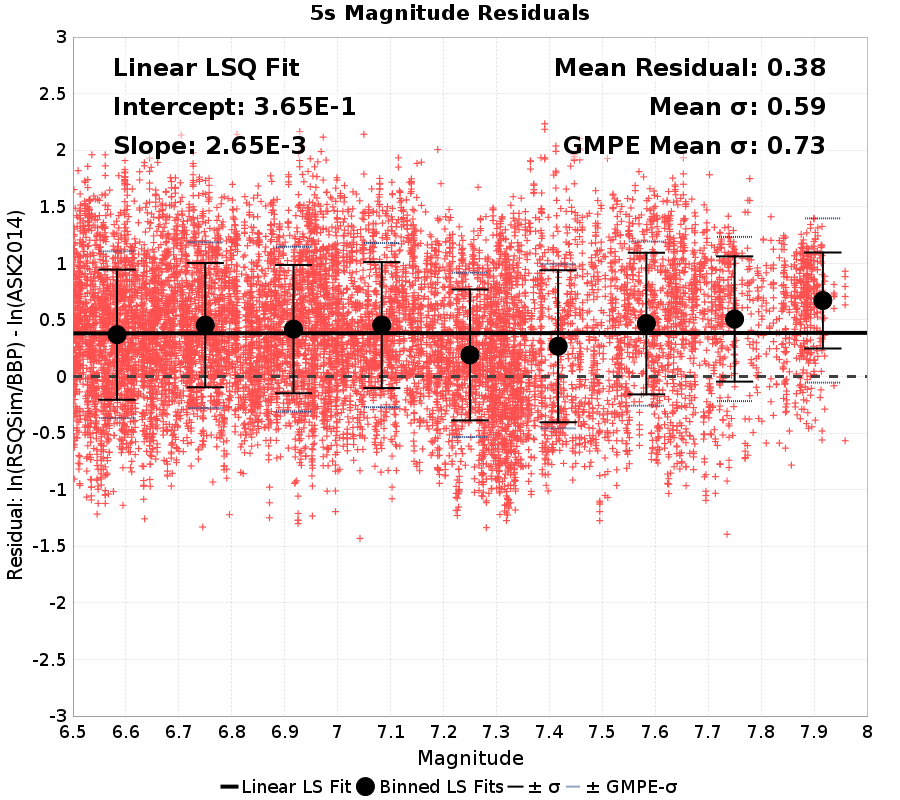 5s Magnitude Residuals
Linear LSQ Fit
Intercept: 3.65E-1
Slope: 2.65E-3
Mean Residual: 0.38
Mean σ: 0.59
GMPE Mean σ: 0.73
Residual: ln(RSQSim/BBP) - ln(ASK2014)
3
2.5
2
1.5
1
0.5
0
-0.5
-1
-1.5
-2
-2.5
-3
6.5 6.6 6.7 6.8 6.9 7 7.1 7.2 7.3 7.4 7.5 7.6 7.7 7.8 7.9 8
Magnitude
Linear LS Fit Binned LS Fits ± σ ± GMPE-σ